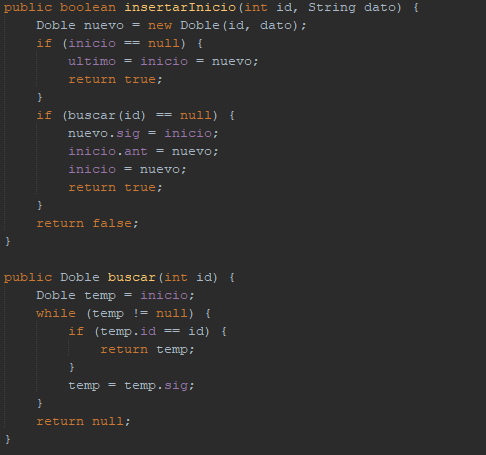 public boolean insertarInicio(int id, String dato) {
    Doble nuevo = new Doble(id, dato);
    if (inicio == null) {
        ultimo = inicio = nuevo;
        return true;
    }
    if (buscar(id) == null) {
        nuevo.sig = inicio;
        inicio.ant = nuevo;
        inicio = nuevo;
        return true;
    }
    return false;
}

public Doble buscar(int id) {
    Doble temp = inicio;
    while (temp != null) {
        if (temp.id == id) {
            return temp;
        }
        temp = temp.sig;
    }
    return null;
}